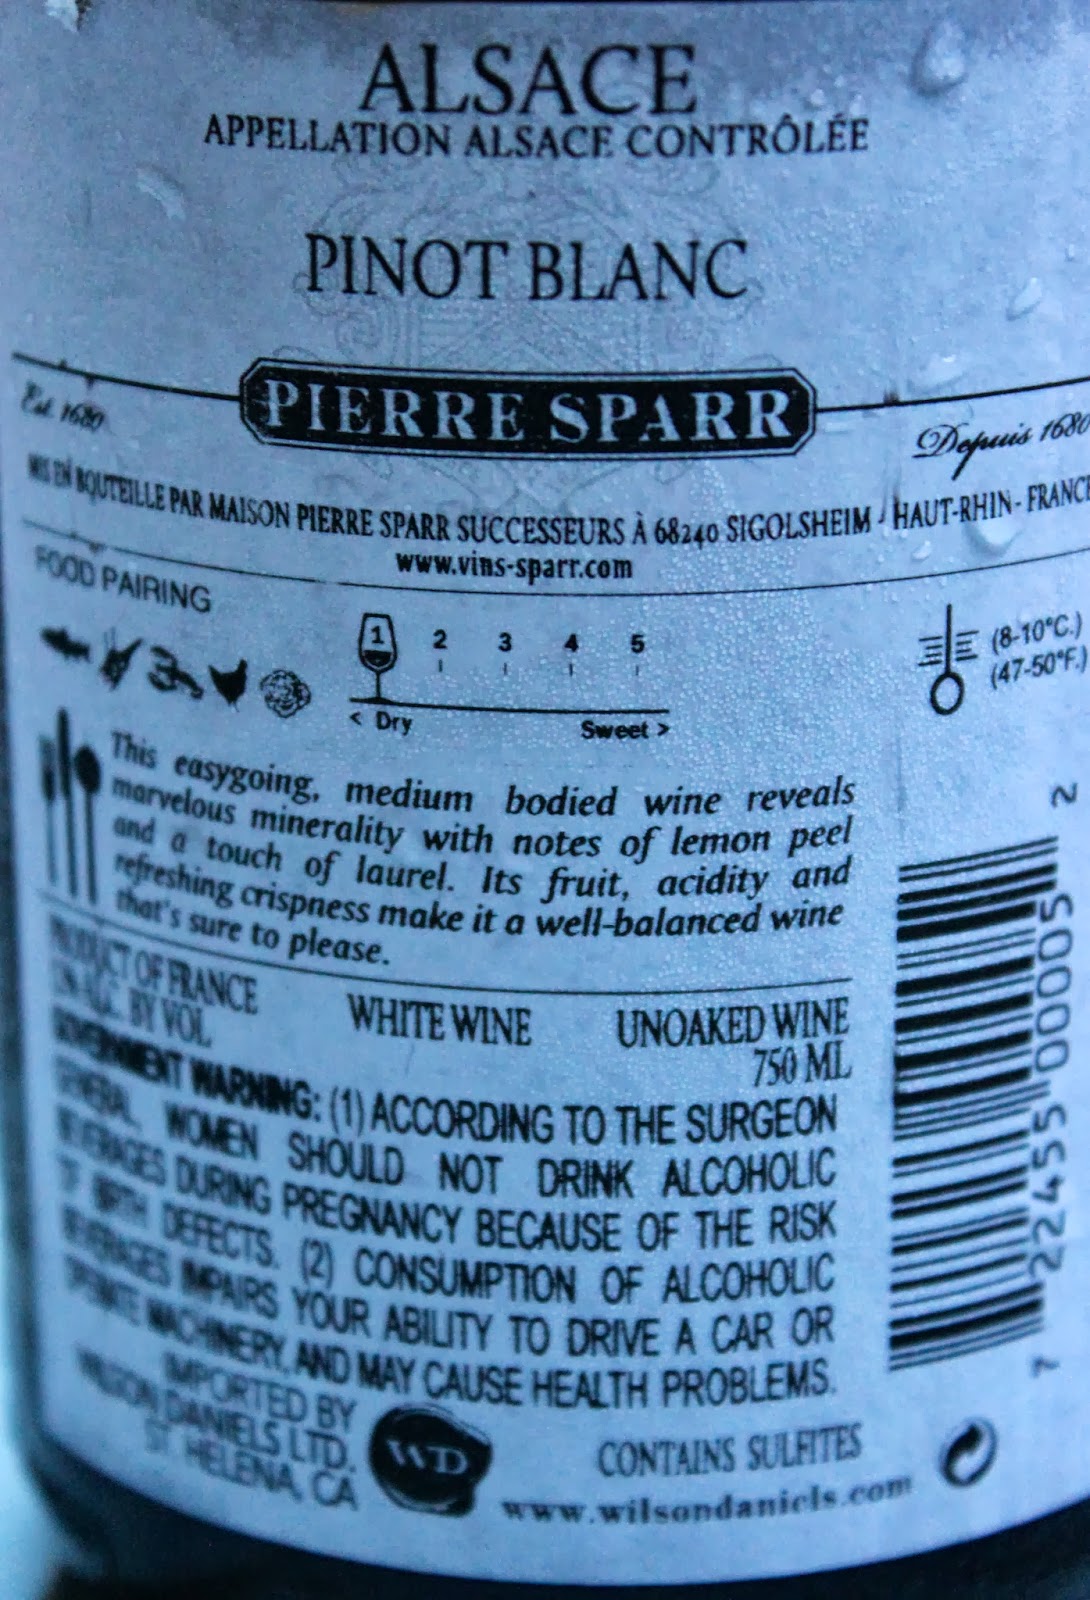 ALSACE
APPELLATION ALSACE CONTRÔLÉE
PINOT BLANC
PIERRE SPARR
Est. 1680
Depuis 1680
MIS EN BOUTEILLE PAR MAISON PIERRE SPARR SUCCESSEURS À 68240 SIGOLSHEIM - HAUT-RHIN - FRANCE
www.vins-sparr.com
FOOD PAIRING
1 2 3 4 5
< Dry Sweet >
(8-10°C.)
(47-50°F.)
This easygoing, medium bodied wine reveals
marvelous minerality with notes of lemon peel
and a touch of laurel. Its fruit, acidity and
refreshing crispness make it a well-balanced wine
that's sure to please.
PRODUCT OF FRANCE WHITE WINE UNOAKED WINE
ALC. BY VOL 750 ML
GOVERNMENT WARNING: (1) ACCORDING TO THE SURGEON
GENERAL, WOMEN SHOULD NOT DRINK ALCOHOLIC
BEVERAGES DURING PREGNANCY BECAUSE OF THE RISK
OF BIRTH DEFECTS. (2) CONSUMPTION OF ALCOHOLIC
BEVERAGES IMPAIRS YOUR ABILITY TO DRIVE A CAR OR
OPERATE MACHINERY, AND MAY CAUSE HEALTH PROBLEMS.
IMPORTED BY
WILSON DANIELS LTD.
ST. HELENA, CA
WD
CONTAINS SULFITES
www.wilsondaniels.com
7 22455 00005 2